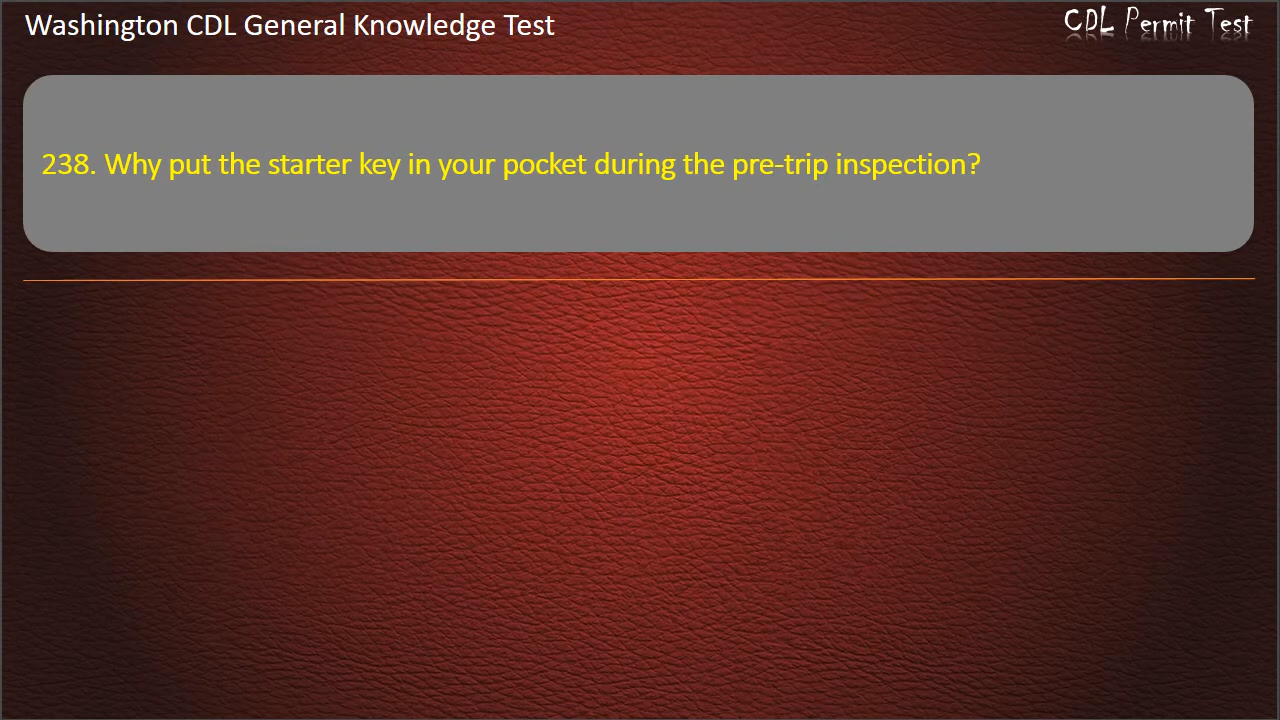 Washington CDL General Knowledge Test
CDL Permit Test
238. Why put the starter key in your pocket during the pre-trip inspection?